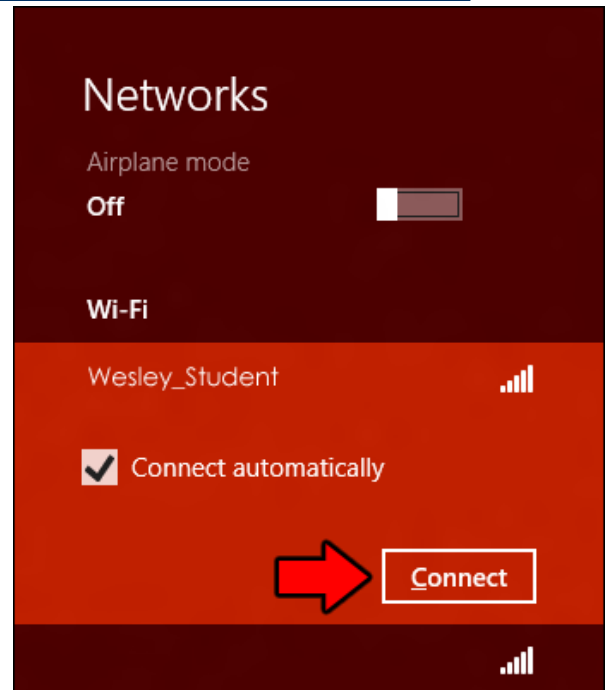 Networks
Airplane mode
Off
Wi-Fi
Wesley_Student
Connect automatically
Connect